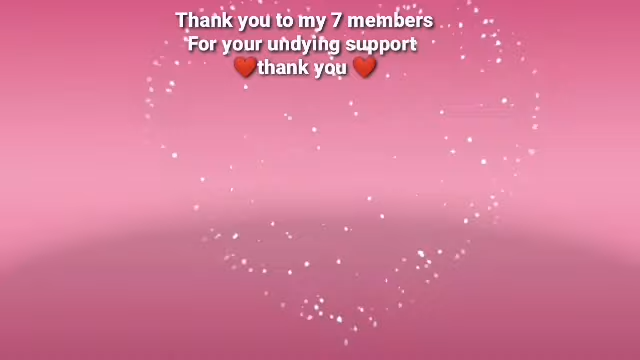 Thank you to my 7 members
For your undying support
❤️thank you ❤️